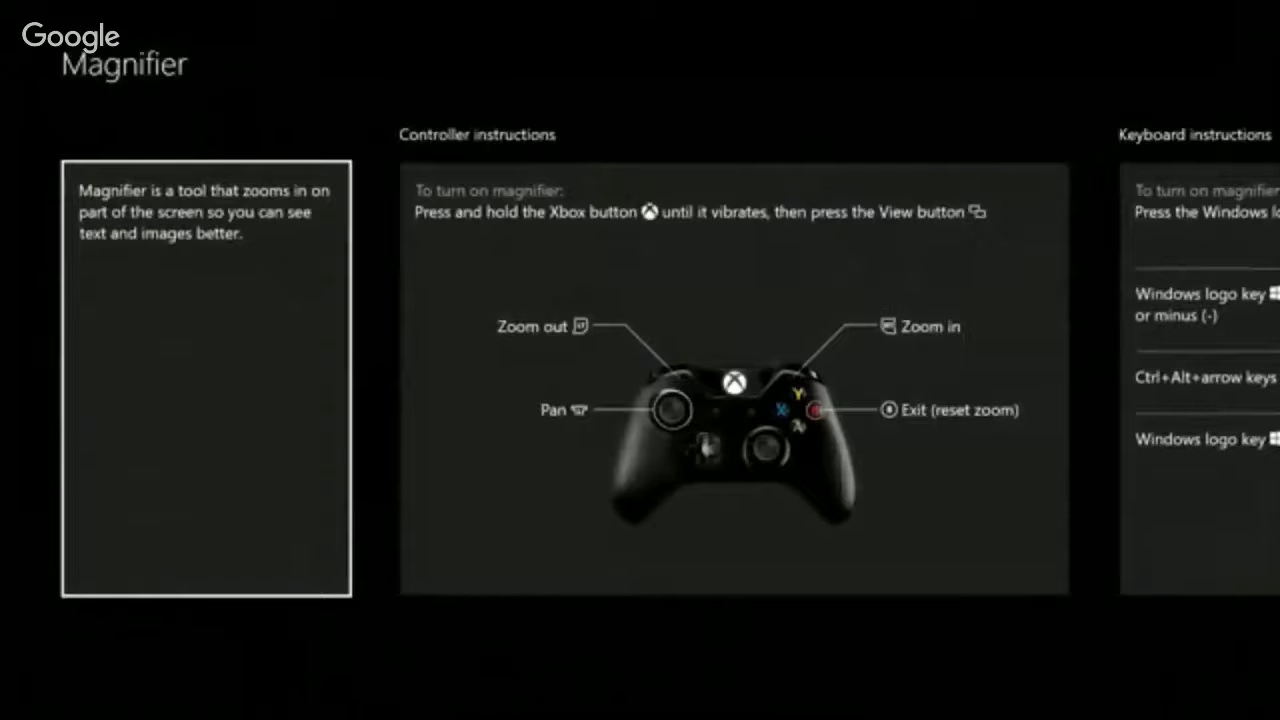 Google
Magnifier
Controller instructions
Keyboard instructions
Magnifier is a tool that zooms in on
part of the screen so you can see
text and images better.
To turn on magnifier:
Press and hold the Xbox button until it vibrates, then press the View button
Zoom out
Zoom in
Pan
Exit (reset zoom)
Y
X
A
To turn on magnifier
Press the Windows
Windows logo key
or minus (-)
Ctrl+Alt+arrow keys
Windows logo key